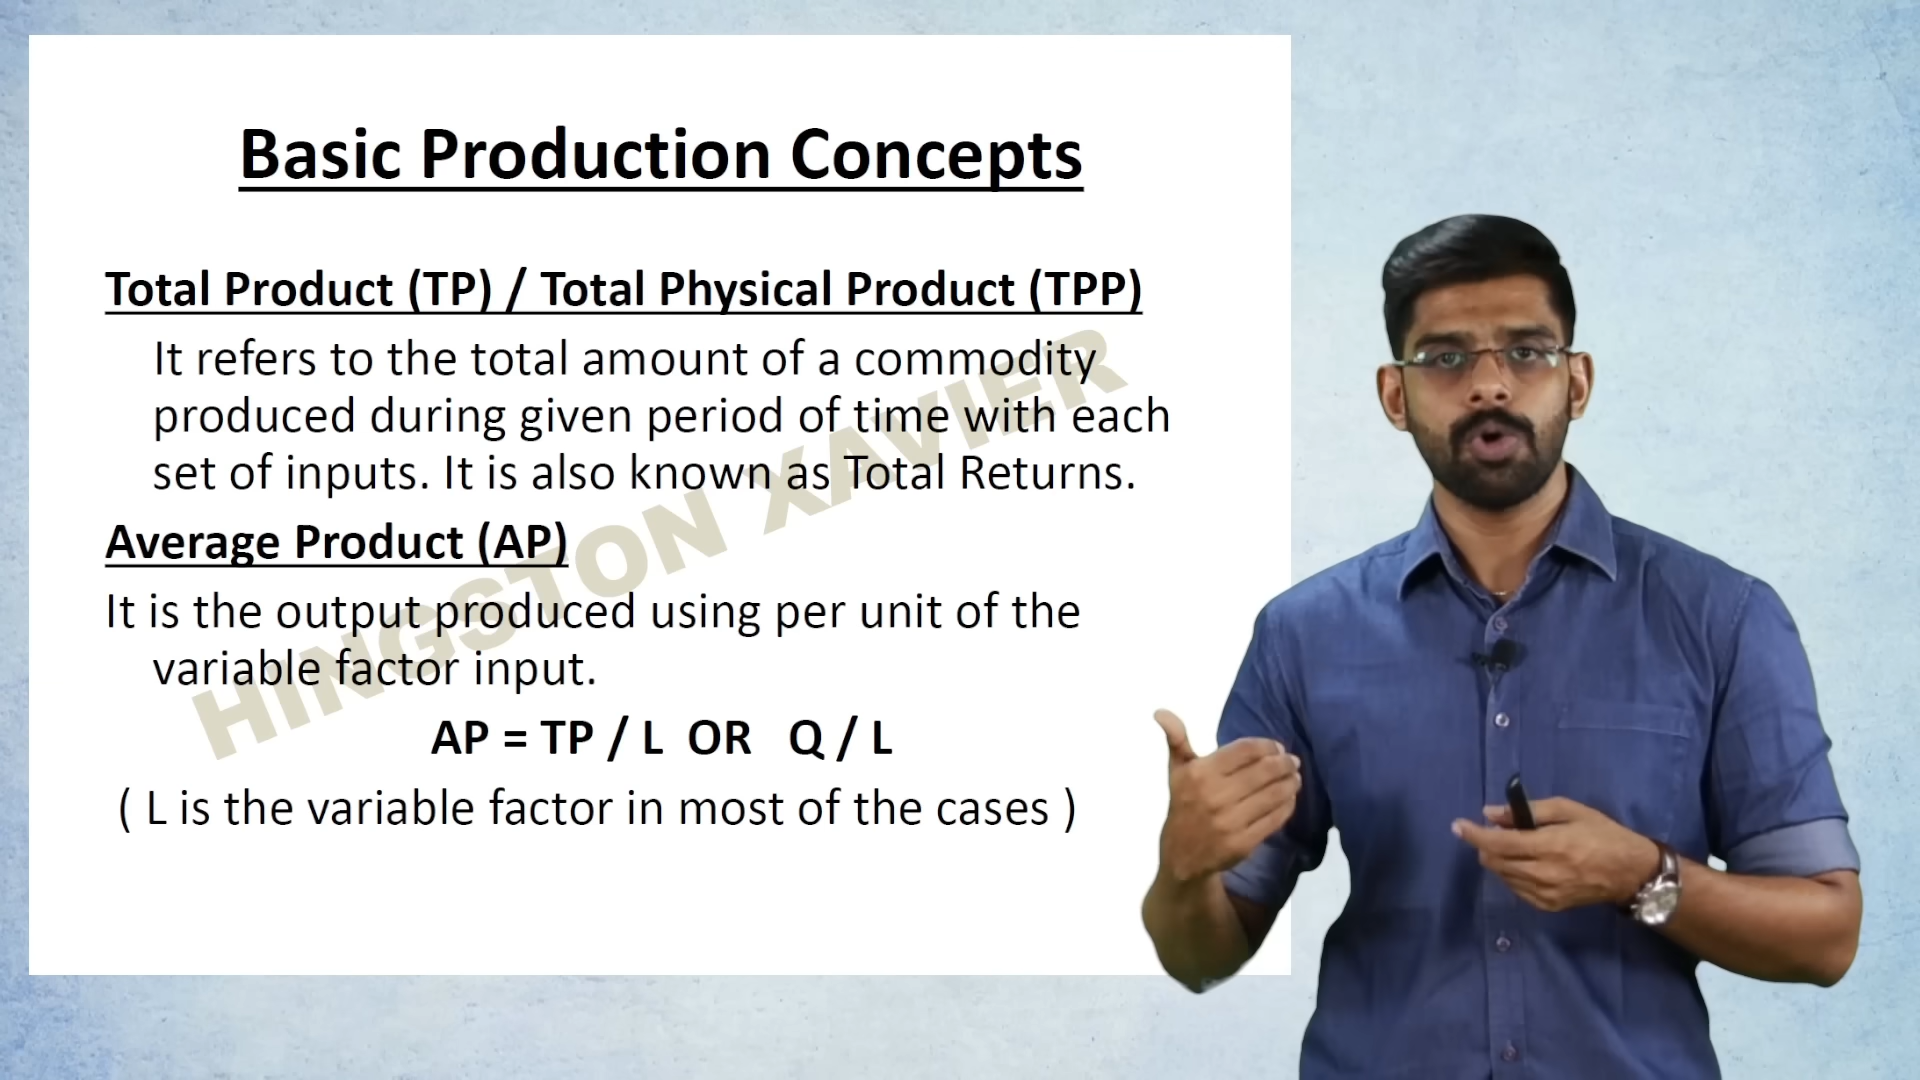 Basic Production Concepts
Total Product (TP) / Total Physical Product (TPP)
It refers to the total amount of a commodity
produced during given period of time with each
set of inputs. It is also known as Total Returns.
Average Product (AP)
It is the output produced using per unit of the
variable factor input.
AP = TP / L OR Q / L
( L is the variable factor in most of the cases )
HINGSTON XAVIER